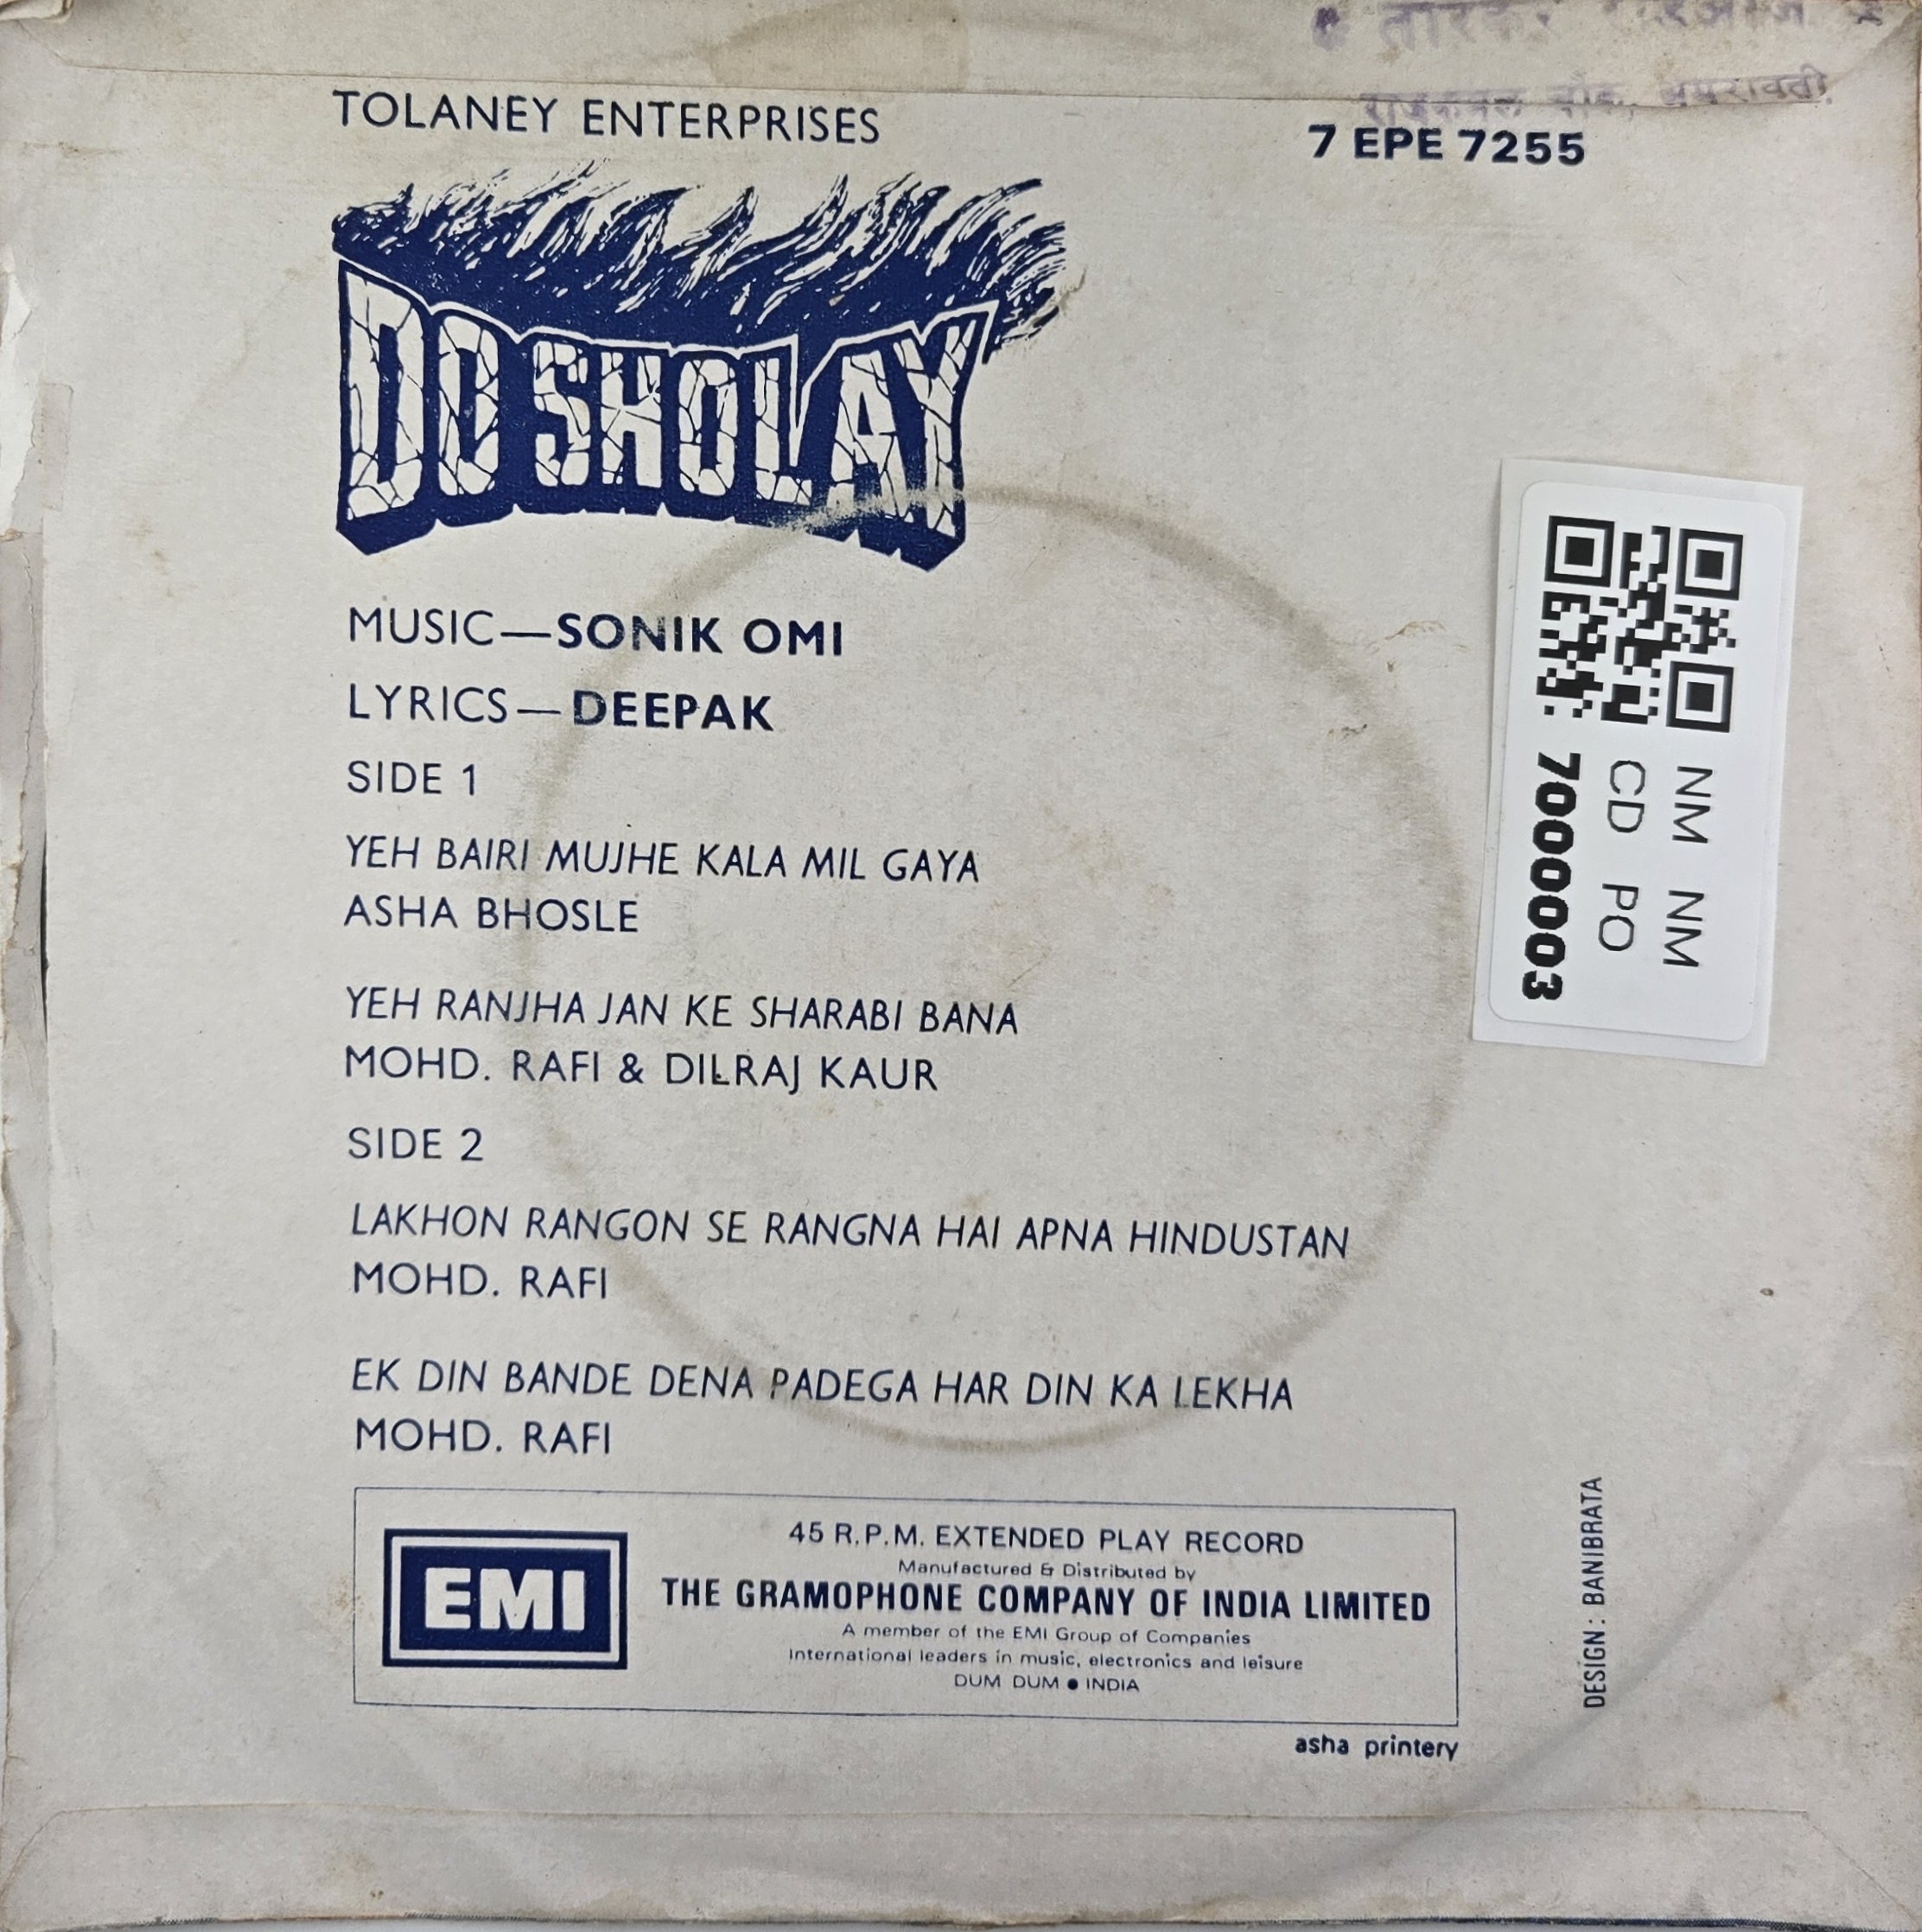 राजकमल चौक, अमरावती.
TOLANEY ENTERPRISES
7 EPE 7255
DO SHOLAY
MUSIC—SONIK OMI
LYRICS—DEEPAK
SIDE 1
YEH BAIRI MUJHE KALA MIL GAYA
ASHA BHOSLE
YEH RANJHA JAN KE SHARABI BANA
MOHD. RAFI & DILRAJ KAUR
SIDE 2
LAKHON RANGON SE RANGNA HAI APNA HINDUSTAN
MOHD. RAFI
EK DIN BANDE DENA PADEGA HAR DIN KA LEKHA
MOHD. RAFI
NM NM
CD PO
7000003
EMI
45 R.P.M. EXTENDED PLAY RECORD
Manufactured & Distributed by
THE GRAMOPHONE COMPANY OF INDIA LIMITED
A member of the EMI Group of Companies
International leaders in music, electronics and leisure
DUM DUM ● INDIA
asha printery
DESIGN : BANIBRATA